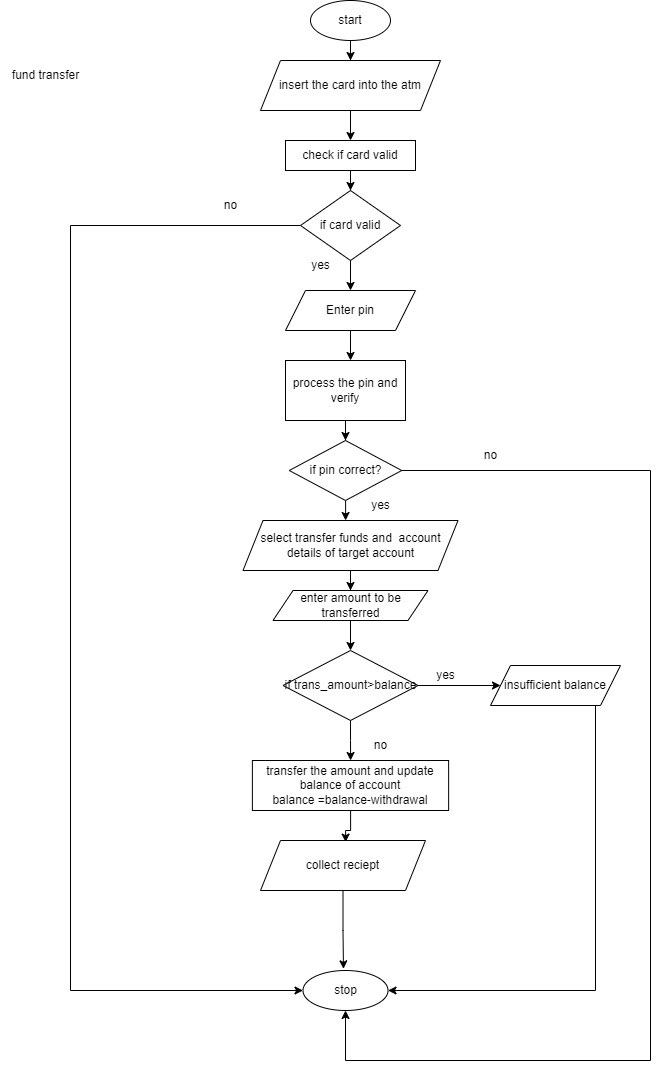 start
fund transfer
insert the card into the atm
check if card valid
no
if card valid
yes
Enter pin
process the pin and
verify
no
if pin correct?
yes
select transfer funds and  account
details of target account
enter amount to be
transferred
if trans_amount>balance
yes
insufficient balance
no
transfer the amount and update
balance of account
balance =balance-withdrawal
collect reciept
stop